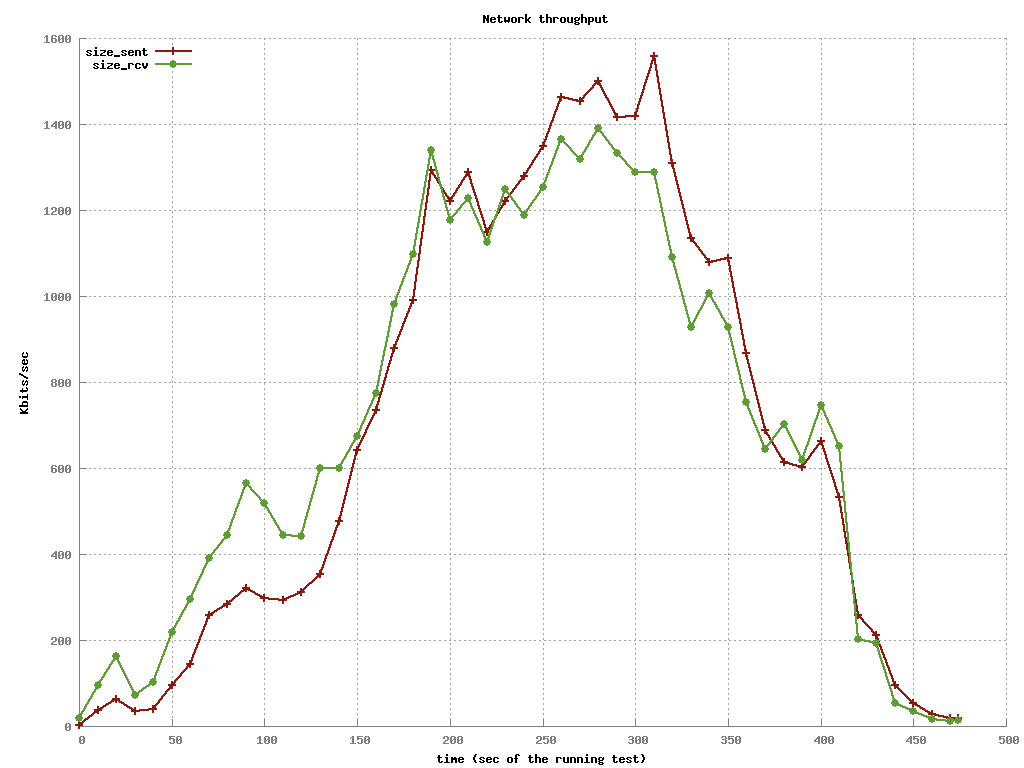 Network throughput
1600
size_sent
size_rcv
1400
1200
1000
800
600
400
200
0
Kbits/sec
0 50 100 150 200 250 300 350 400 450 500
time (sec of the running test)